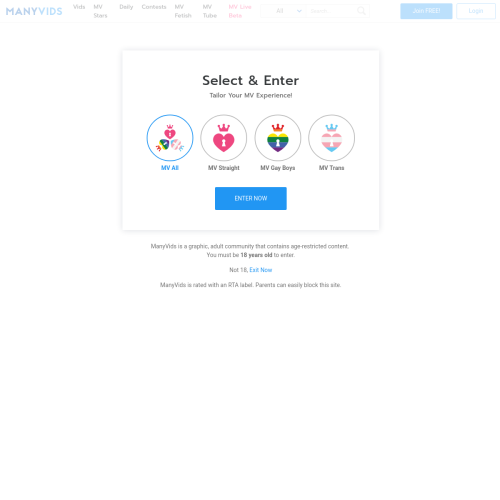 MANYVIDS
Vids
MV Stars
Daily
Contests
MV Fetish
MV Tube
MV Live Beta
All
Search
Join FREE!
Login
Select & Enter
Tailor Your MV Experience!
MV All
MV Straight
MV Gay Boys
MV Trans
ENTER NOW
ManyVids is a graphic, adult community that contains age-restricted content.
You must be 18 years old to enter.
Not 18, Exit Now
ManyVids is rated with an RTA label. Parents can easily block this site.